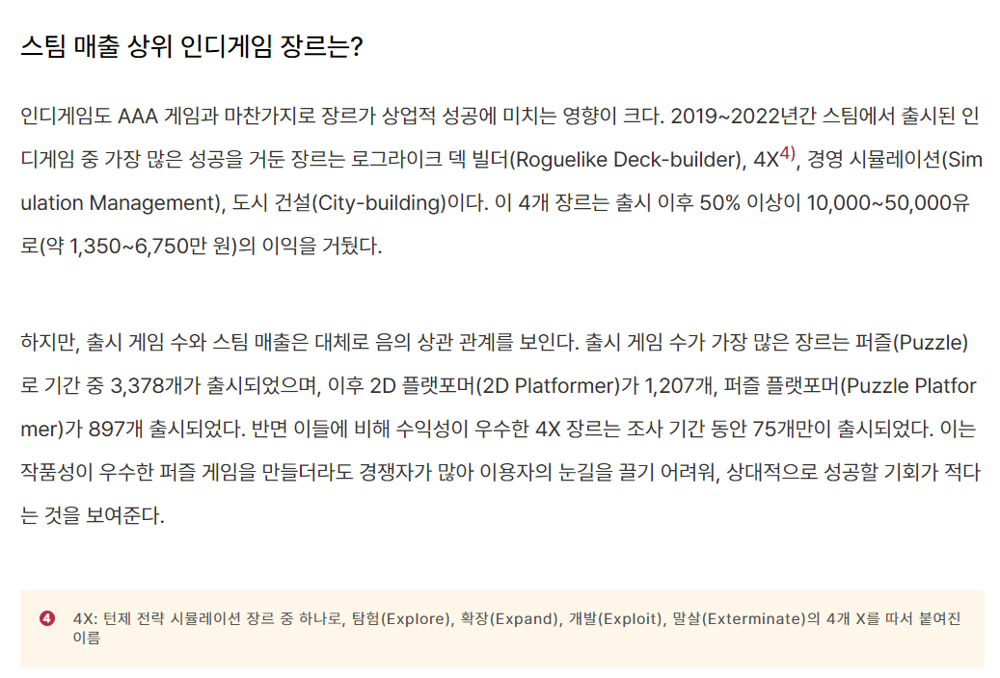 스팀 매출 상위 인디게임 장르는?
인디게임도 AAA 게임과 마찬가지로 장르가 상업적 성공에 미치는 영향이 크다. 2019~2022년간 스팀에서 출시된 인
디게임 중 가장 많은 성공을 거둔 장르는 로그라이크 덱 빌더(Roguelike Deck-builder), 4X4), 경영 시뮬레이션(Sim
ulation Management), 도시 건설(City-building)이다. 이 4개 장르는 출시 이후 50% 이상이 10,000~50,000유
로(약 1,350~6,750만 원)의 이익을 거뒀다.
하지만, 출시 게임 수와 스팀 매출은 대체로 음의 상관 관계를 보인다. 출시 게임 수가 가장 많은 장르는 퍼즐(Puzzle)
로 기간 중 3,378개가 출시되었으며, 이후 2D 플랫포머(2D Platformer)가 1,207개, 퍼즐 플랫포머(Puzzle Platfor
mer)가 897개 출시되었다. 반면 이들에 비해 수익성이 우수한 4X 장르는 조사 기간 동안 75개만이 출시되었다. 이는
작품성이 우수한 퍼즐 게임을 만들더라도 경쟁자가 많아 이용자의 눈길을 끌기 어려워, 상대적으로 성공할 기회가 적다
는 것을 보여준다.
4 4X: 턴제 전략 시뮬레이션 장르 중 하나로, 탐험(Explore), 확장(Expand), 개발(Exploit), 말살(Exterminate)의 4개 X를 따서 붙여진
이름